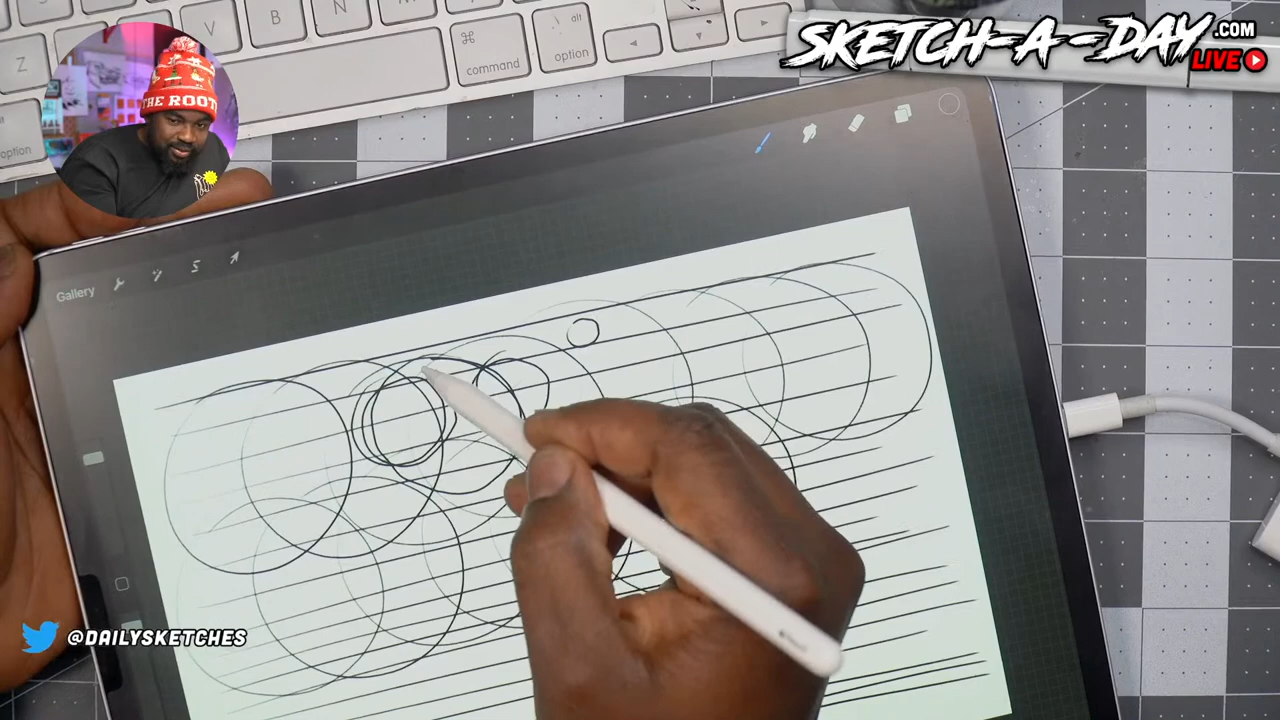 Z
V
B
N
M
alt
⌘
command
option
option
SKETCH-A-DAY.COM
LIVE
THE ROOT
Gallery
S
@DAILYSKETCHES